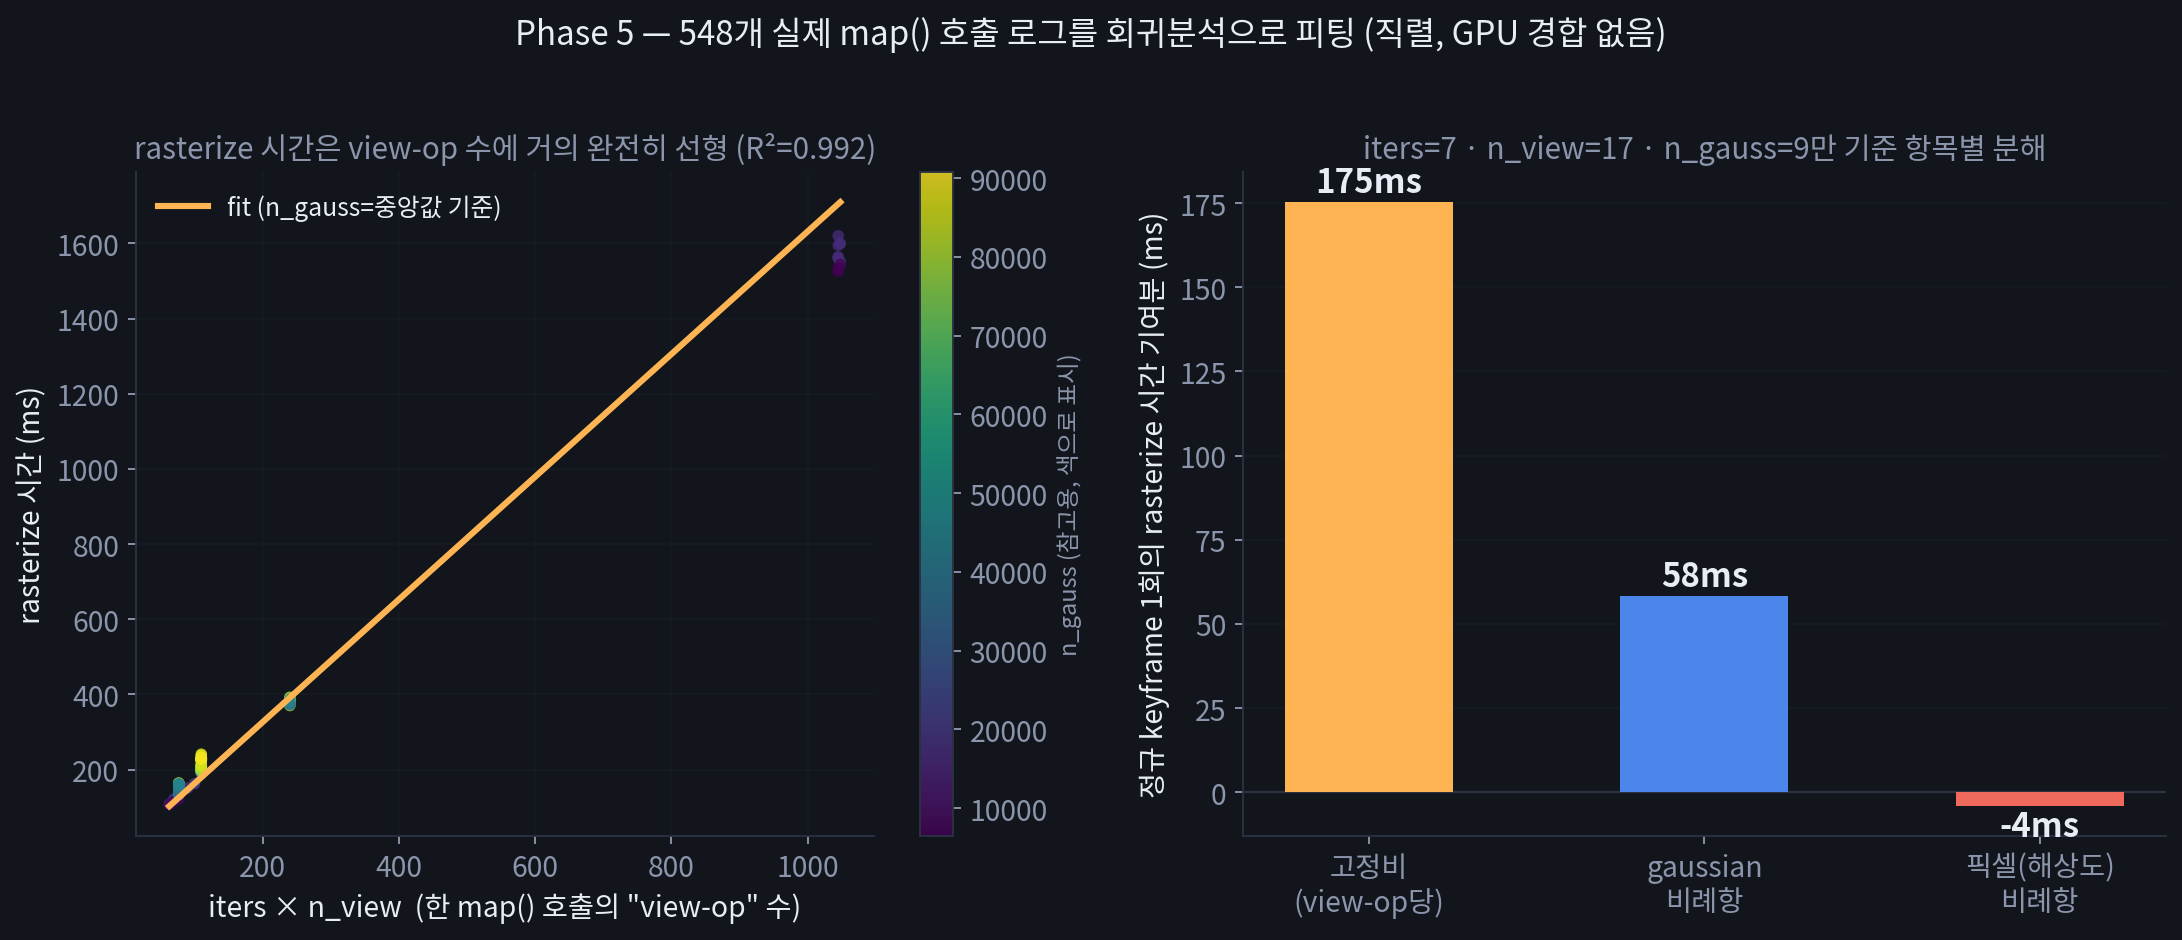 Phase 5 — 548개 실제 map() 호출 로그를 회귀분석으로 피팅 (직렬, GPU 경합 없음)
rasterize 시간은 view-op 수에 거의 완전히 선형 (R²=0.992)
fit (n_gauss=중앙값 기준)
rasterize 시간 (ms)
1600
1400
1200
1000
800
600
400
200
200
400
600
800
1000
iters × n_view (한 map() 호출의 "view-op" 수)
90000
80000
70000
60000
50000
40000
30000
20000
10000
n_gauss (참고용, 색으로 표시)
iters=7 · n_view=17 · n_gauss=9만 기준 항목별 분해
정규 keyframe 1회의 rasterize 시간 기여분 (ms)
175
150
125
100
75
50
25
0
175ms
58ms
-4ms
고정비
(view-op당)
gaussian
비례항
픽셀(해상도)
비례항